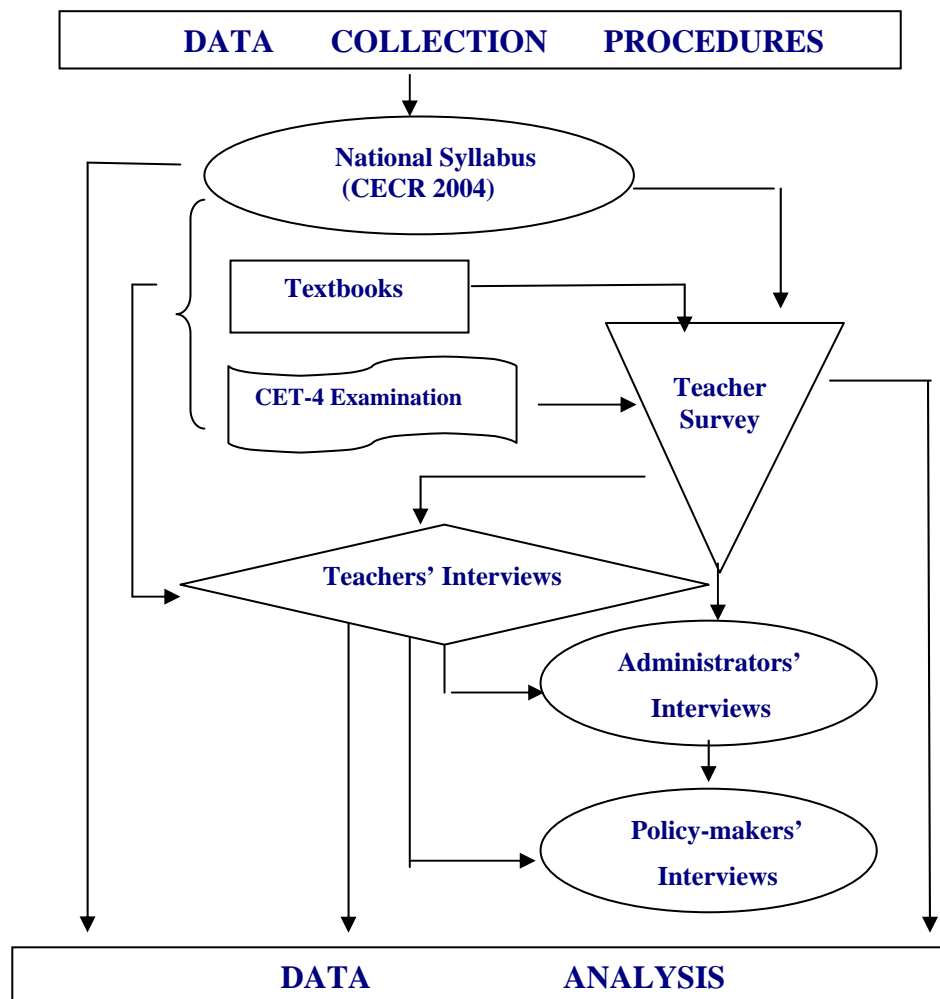 DATA COLLECTION PROCEDURES
National Syllabus
(CECR 2004)
Textbooks
CET-4 Examination
Teacher
Survey
Teachers’ Interviews
Administrators’
Interviews
Policy-makers’
Interviews
DATA ANALYSIS